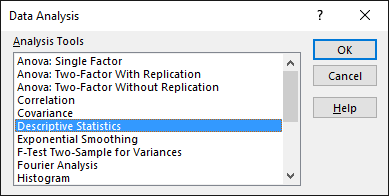 Data Analysis
?
Analysis Tools
OK
Anova: Single Factor
Anova: Two-Factor With Replication
Cancel
Anova: Two-Factor Without Replication
Correlation
Covariance
Help
Descriptive Statistics
Exponential Smoothing
F-Test Two-Sample for Variances
Fourier Analysis
Histogram